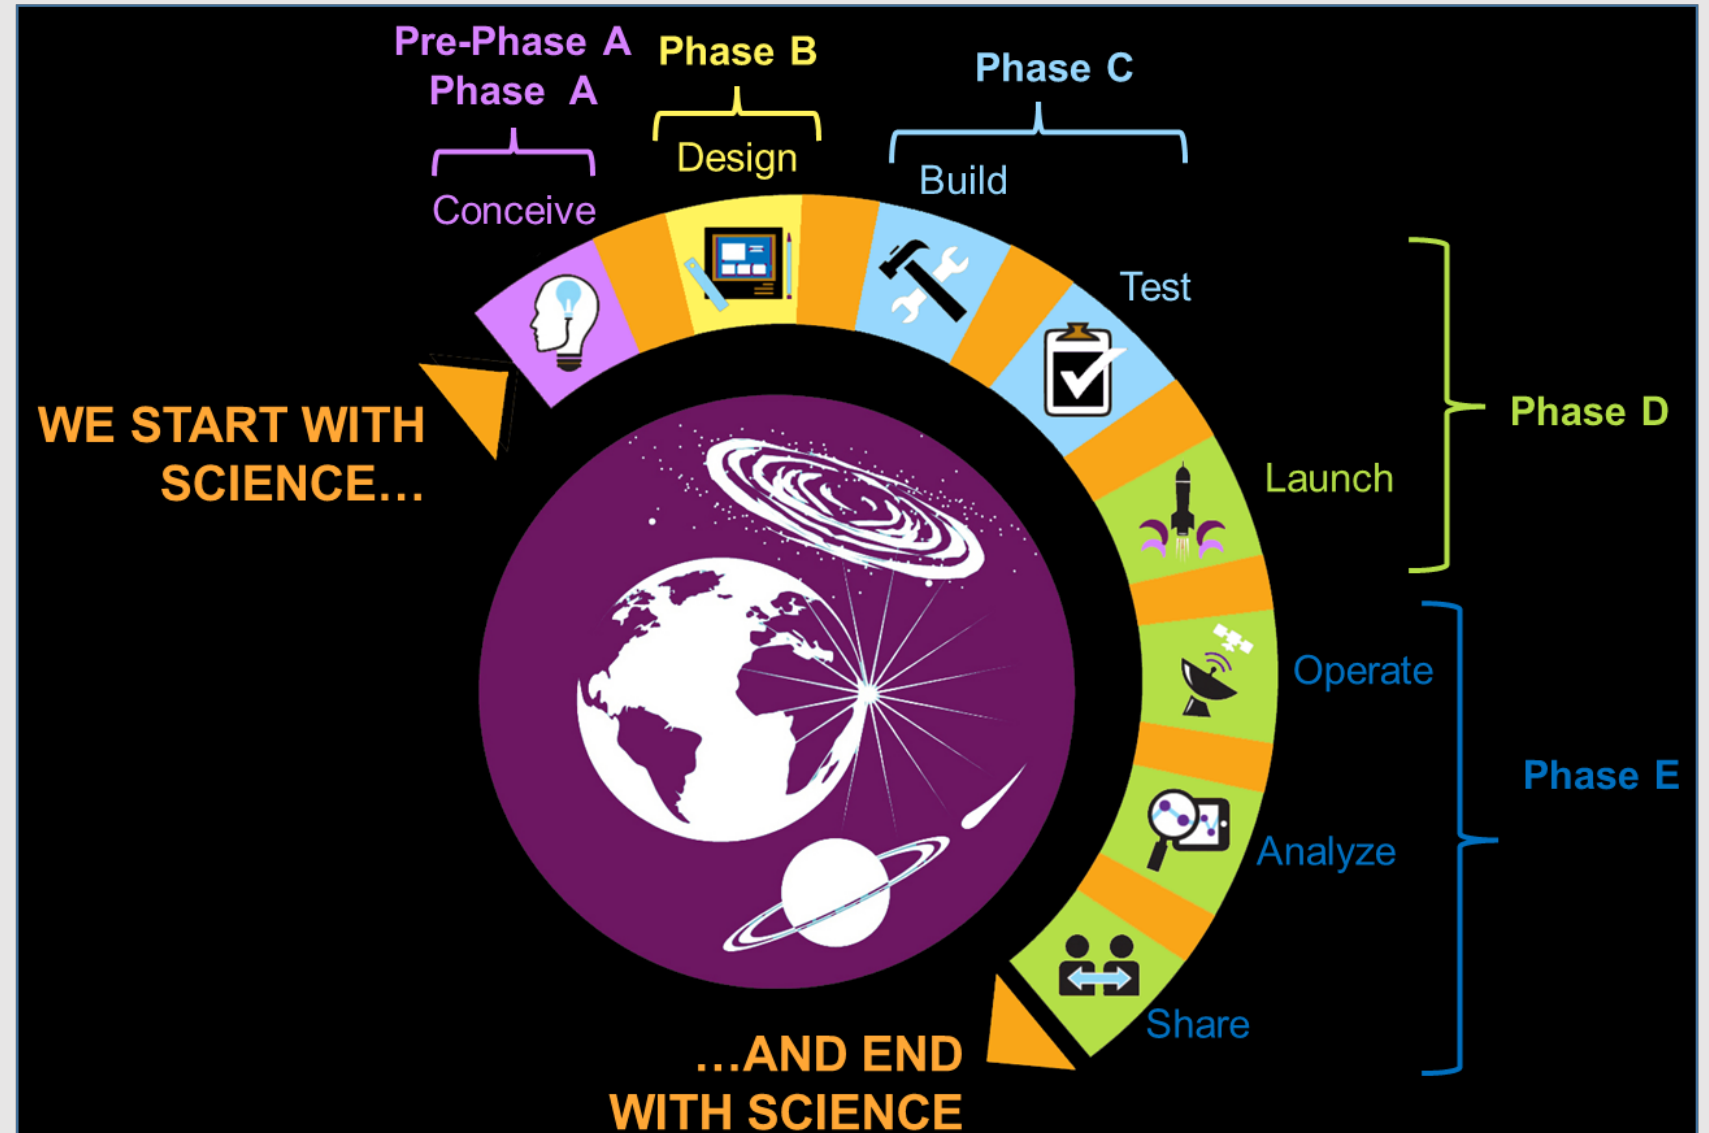 Pre-Phase A
Phase A
Phase B
Phase C
Design
Build
Conceive
Test
WE START WITH
SCIENCE…
Phase D
Launch
Operate
Phase E
Analyze
Share
…AND END
WITH SCIENCE